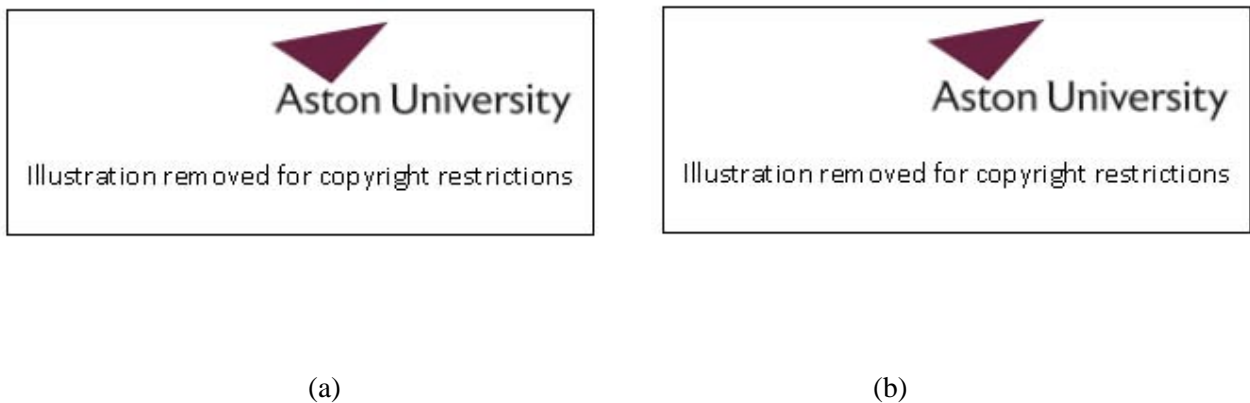 Aston University
Illustration removed for copyright restrictions
Aston University
Illustration removed for copyright restrictions
(a)
(b)